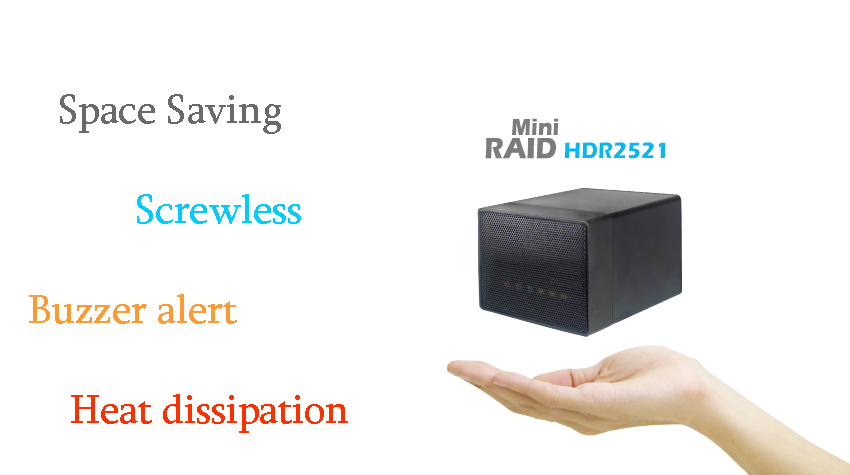 Space Saving
Mini
RAID HDR2521
Screwless
Buzzer alert
Heat dissipation